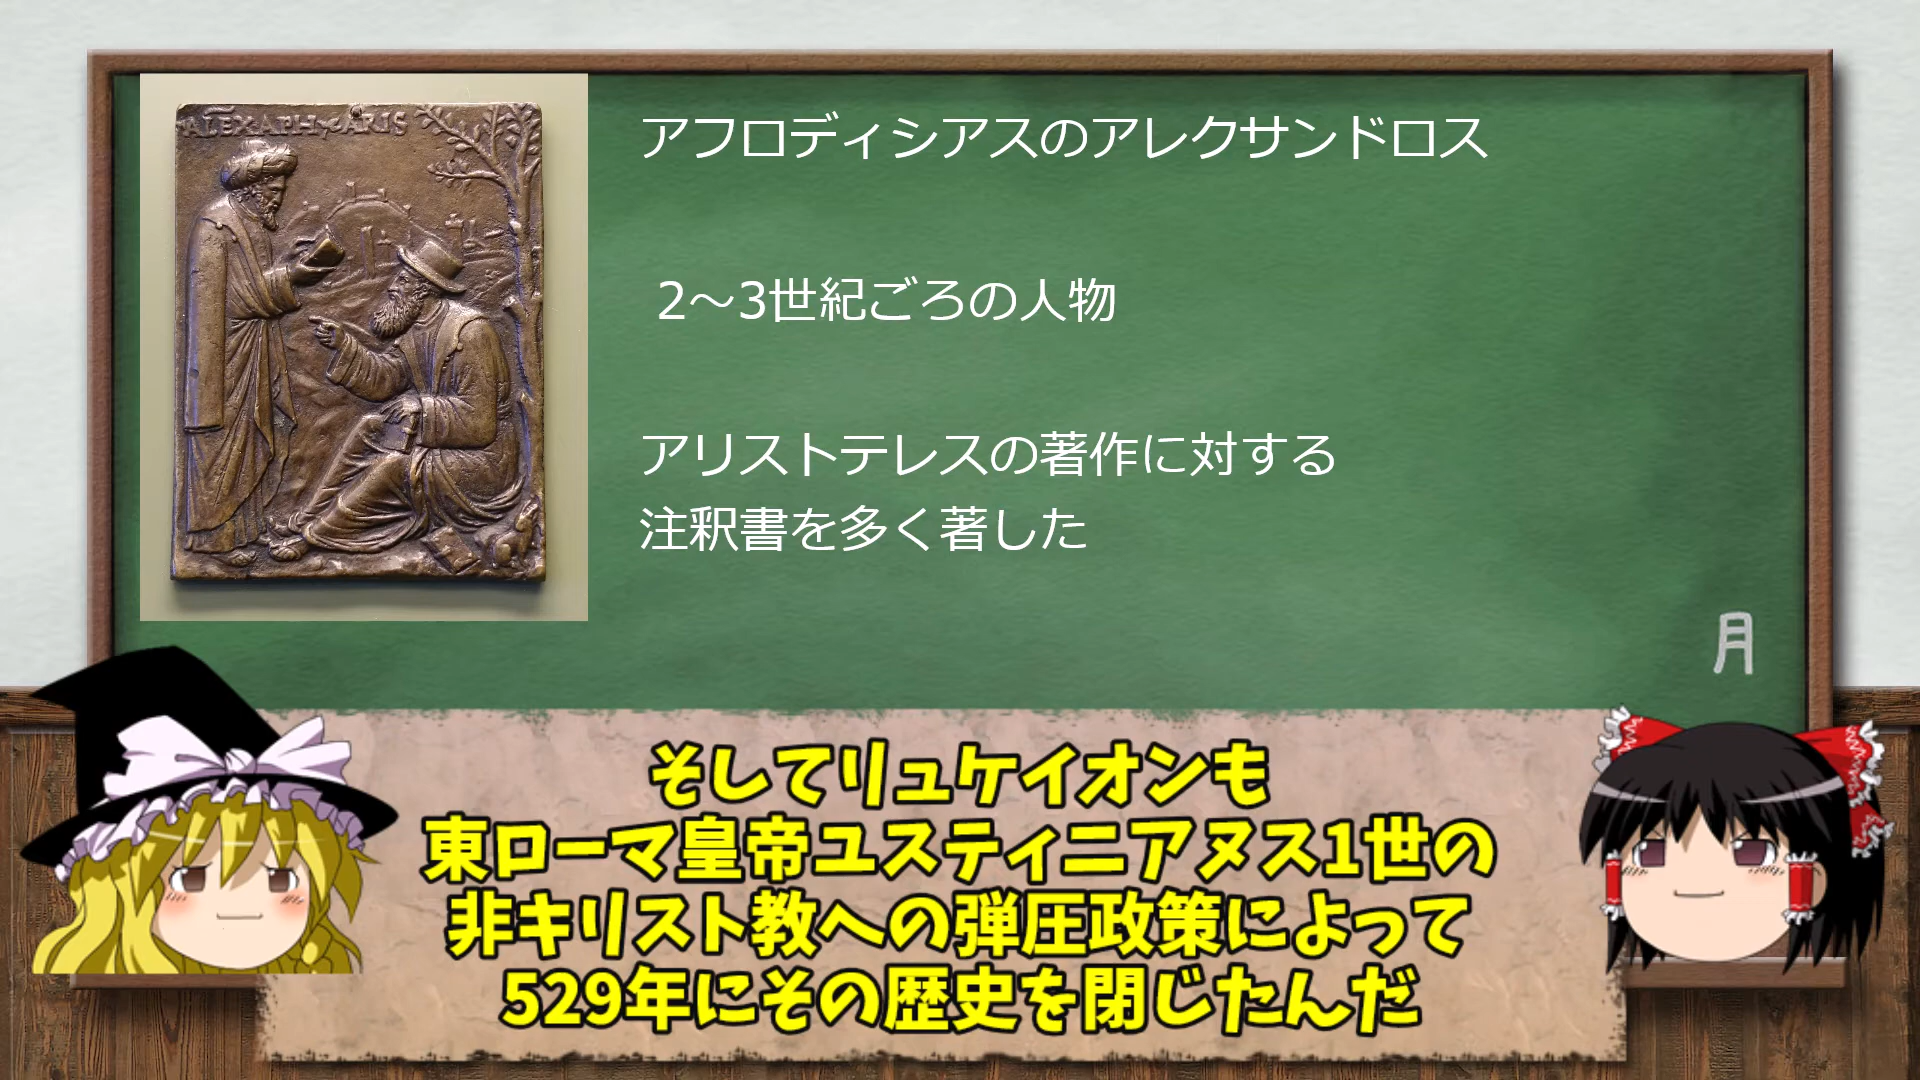 ALEXAPH ARIS
アフロディシアスのアレクサンドロス
2～3世紀ごろの人物
アリストテレスの著作に対する
注釈書を多く著した
月
そしてリュケイオンも
東ローマ皇帝ユスティニアヌス1世の
非キリスト教への弾圧政策によって
529年にその歴史を閉じたんだ